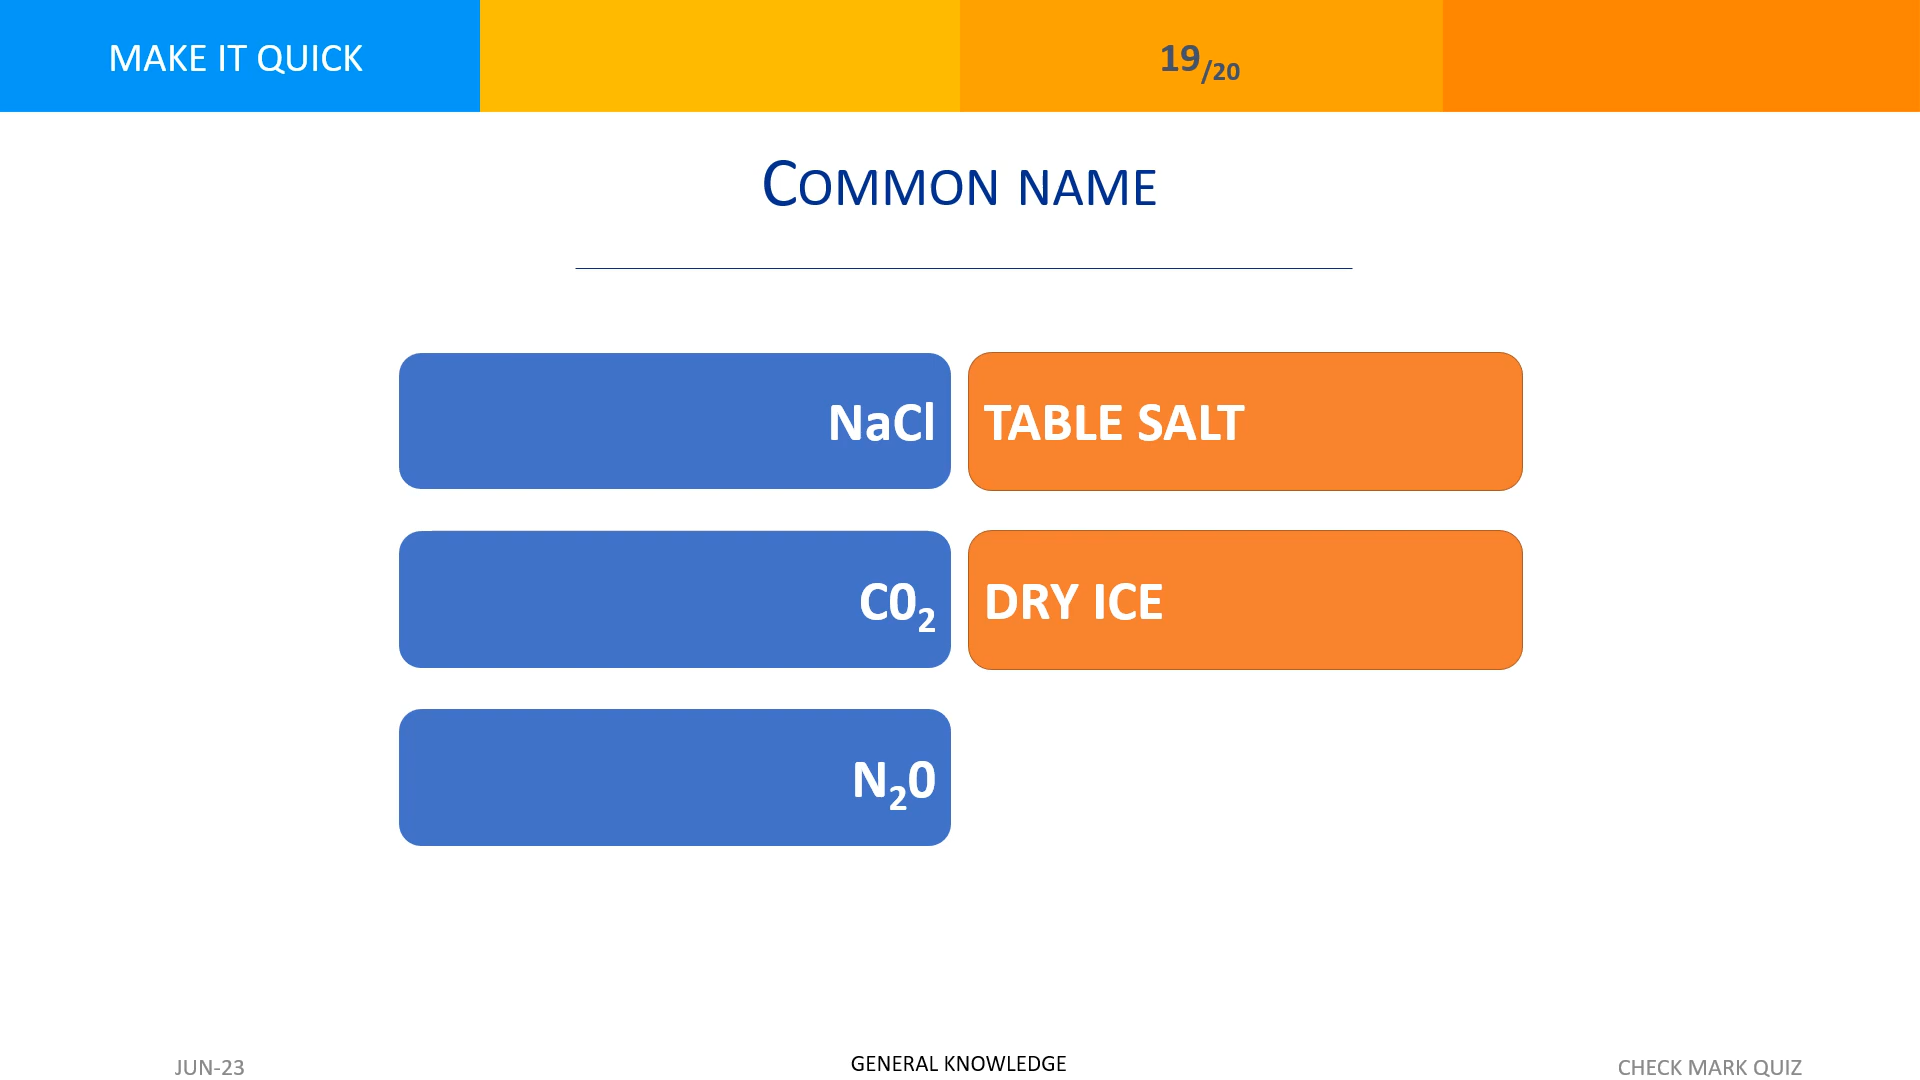 MAKE IT QUICK
19/20
COMMON NAME
NaCl
TABLE SALT
C0₂
DRY ICE
N₂0
JUN-23
GENERAL KNOWLEDGE
CHECK MARK QUIZ